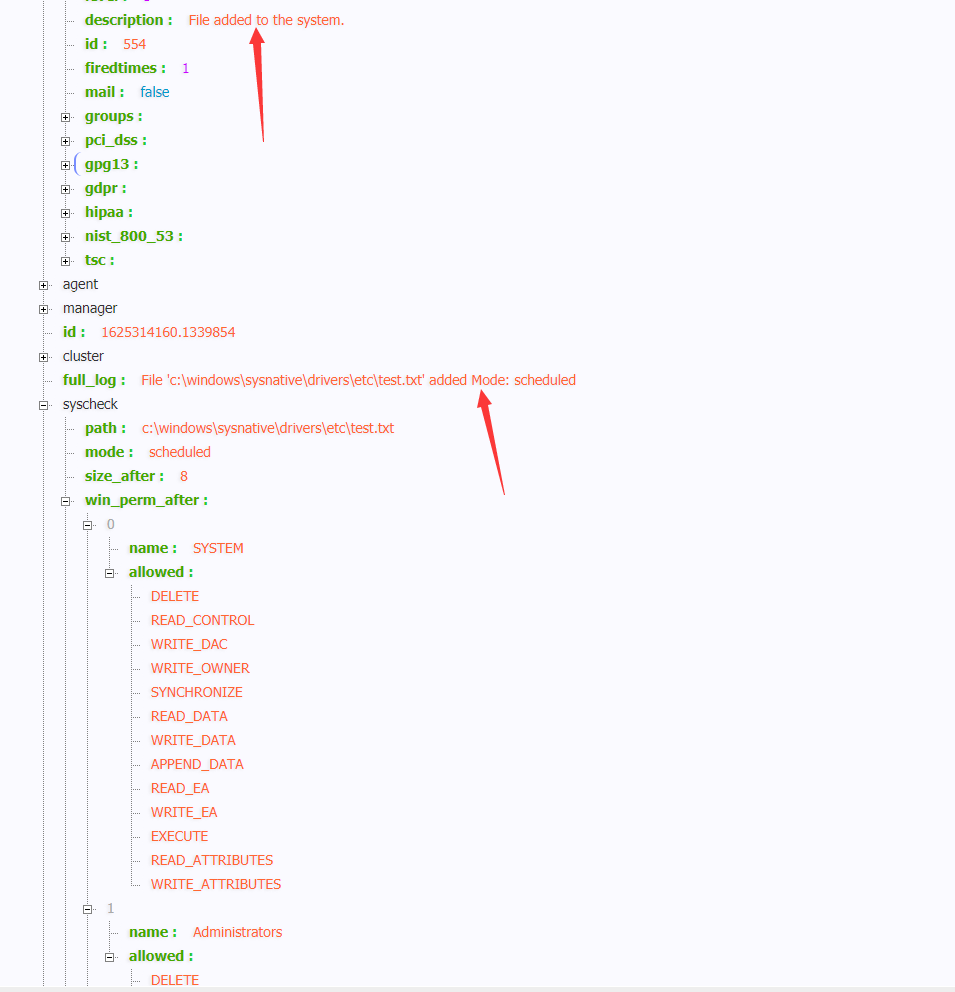 description : File added to the system.
id : 554
firedtimes : 1
mail : false
groups :
pci_dss :
gpg13 :
gdpr :
hipaa :
nist_800_53 :
tsc :
agent
manager
id : 1625314160.1339854
cluster
full_log : File 'c:\windows\sysnative\drivers\etc\test.txt' added Mode: scheduled
syscheck
path : c:\windows\sysnative\drivers\etc\test.txt
mode : scheduled
size_after : 8
win_perm_after :
0
name : SYSTEM
allowed :
DELETE
READ_CONTROL
WRITE_DAC
WRITE_OWNER
SYNCHRONIZE
READ_DATA
WRITE_DATA
APPEND_DATA
READ_EA
WRITE_EA
EXECUTE
READ_ATTRIBUTES
WRITE_ATTRIBUTES
1
name : Administrators
allowed :
DELETE